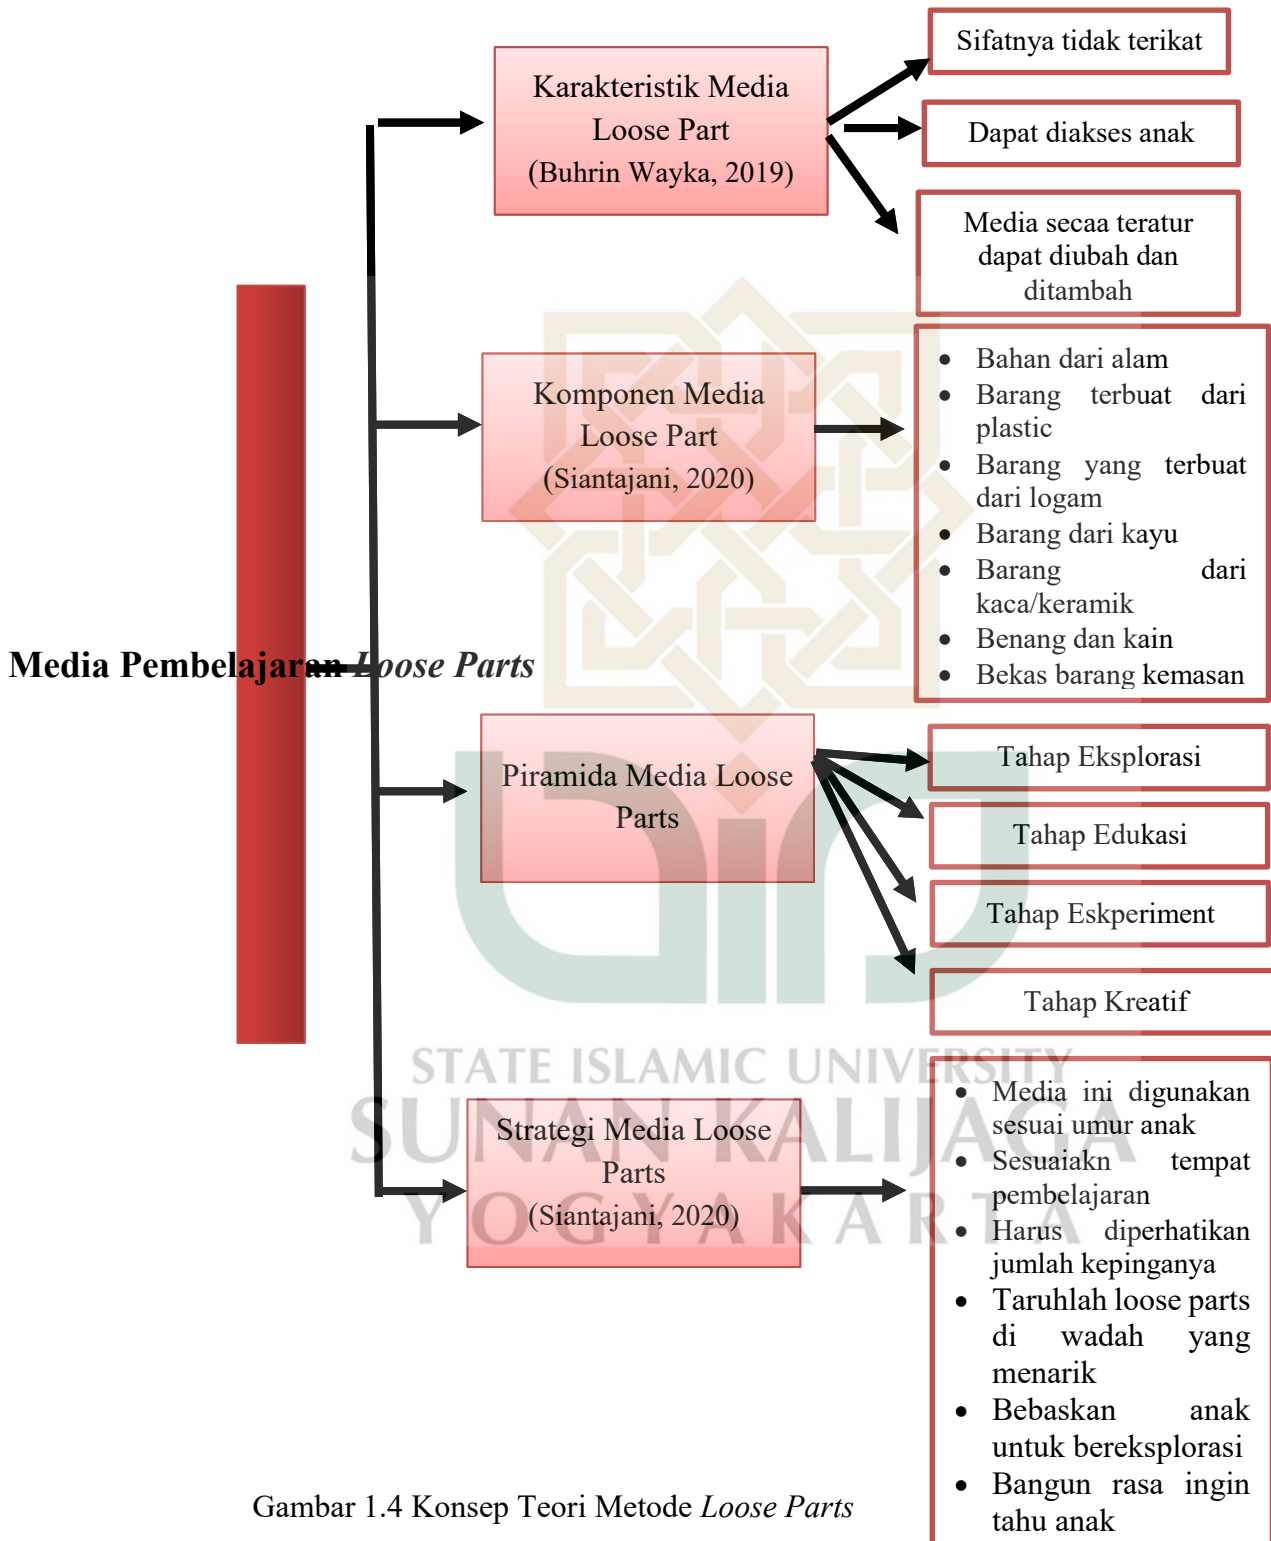 Media Pembelajaran Loose Parts
Karakteristik Media
Loose Part
(Buhrin Wayka, 2019)
Sifatnya tidak terikat
Dapat diakses anak
Media secaa teratur
dapat diubah dan
ditambah
Komponen Media
Loose Part
(Siantajani, 2020)
• Bahan dari alam
• Barang terbuat dari
plastic
• Barang yang terbuat
dari logam
• Barang dari kayu
• Barang dari
kaca/keramik
• Benang dan kain
• Bekas barang kemasan
Piramida Media Loose
Parts
Tahap Eksplorasi
Tahap Edukasi
Tahap Eskperiment
Tahap Kreatif
Strategi Media Loose
Parts
(Siantajani, 2020)
• Media ini digunakan
sesuai umur anak
• Sesuaiakn tempat
pembelajaran
• Harus diperhatikan
jumlah kepinganya
• Taruhlah loose parts
di wadah yang
menarik
• Bebaskan anak
untuk bereksplorasi
• Bangun rasa ingin
tahu anak
STATE ISLAMIC UNIVERSITY
SUNAN KALIJAGA
YOGYAKARTA
Gambar 1.4 Konsep Teori Metode Loose Parts